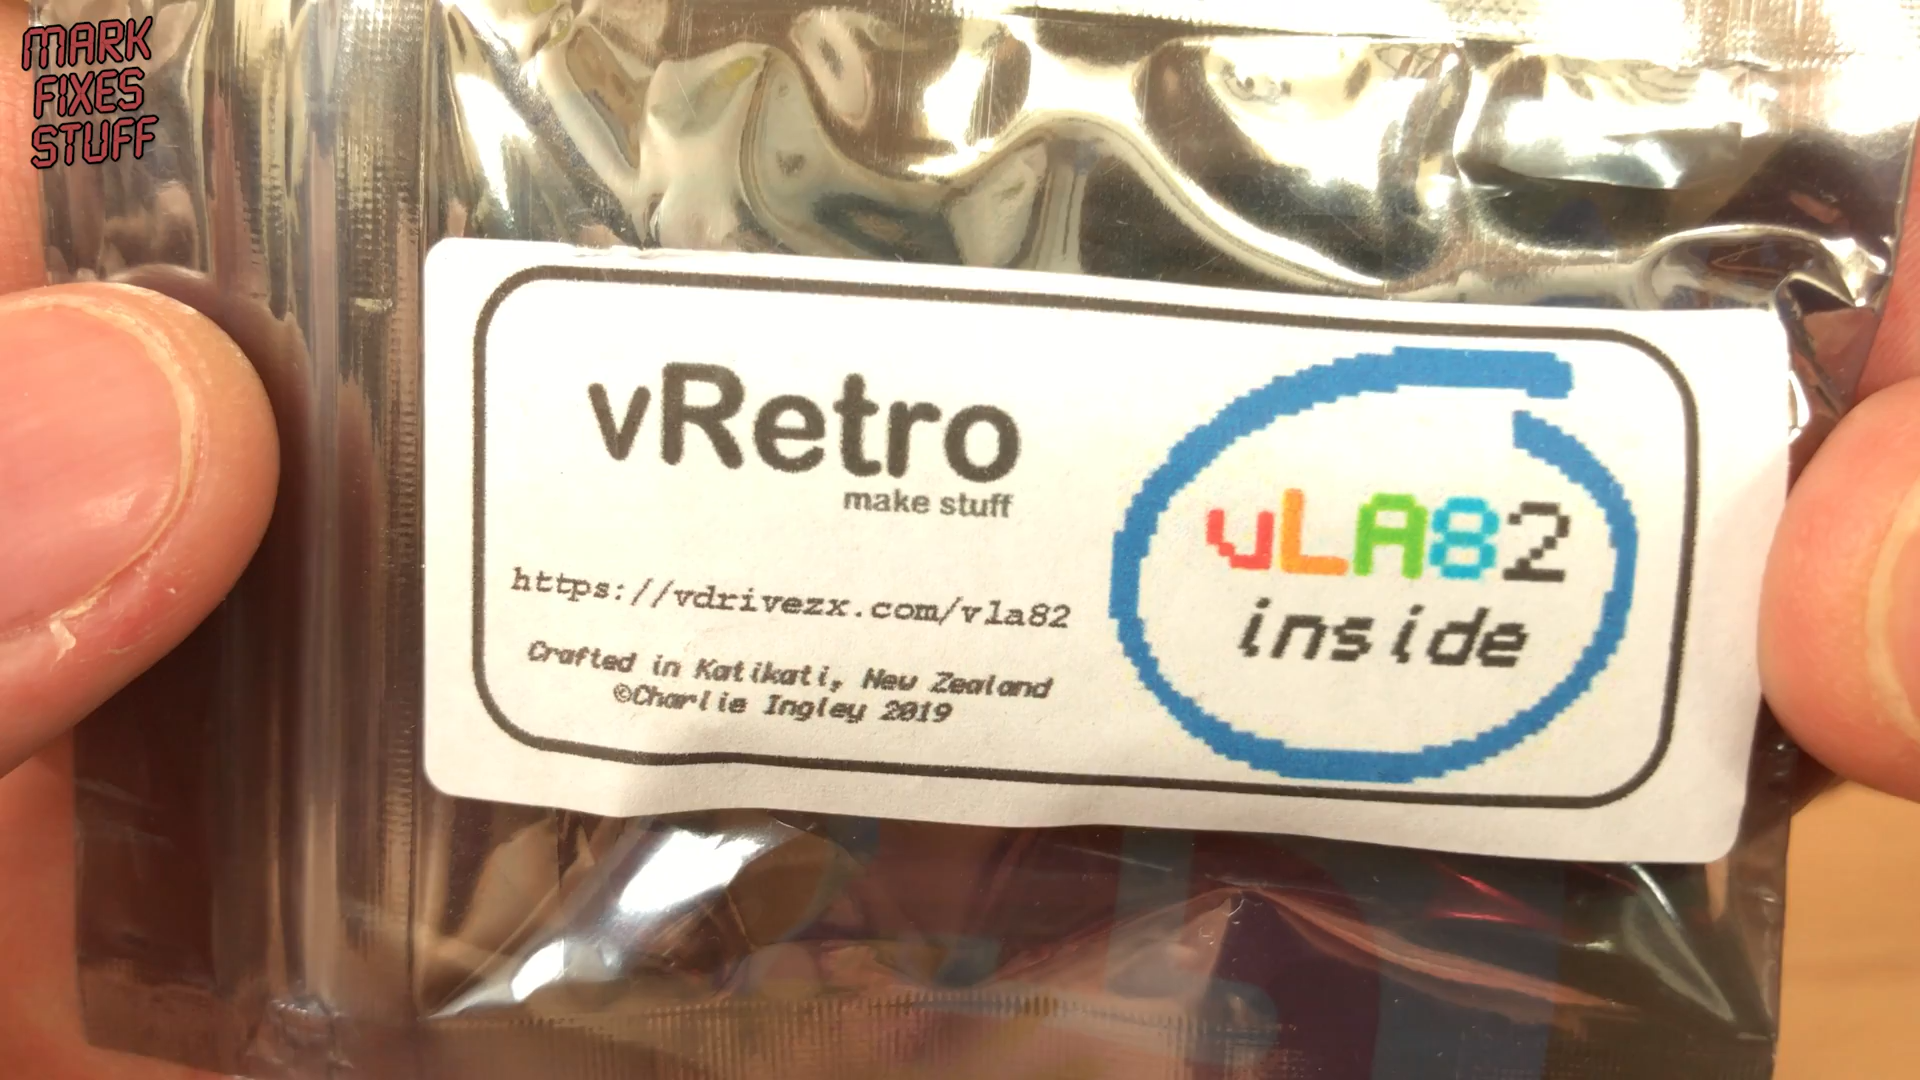 MARK
FIXES
STUFF
vRetro
make stuff
https://vdrivezx.com/vla82
Crafted in Katikati, New Zealand
©Charlie Ingley 2019
vLA82
inside